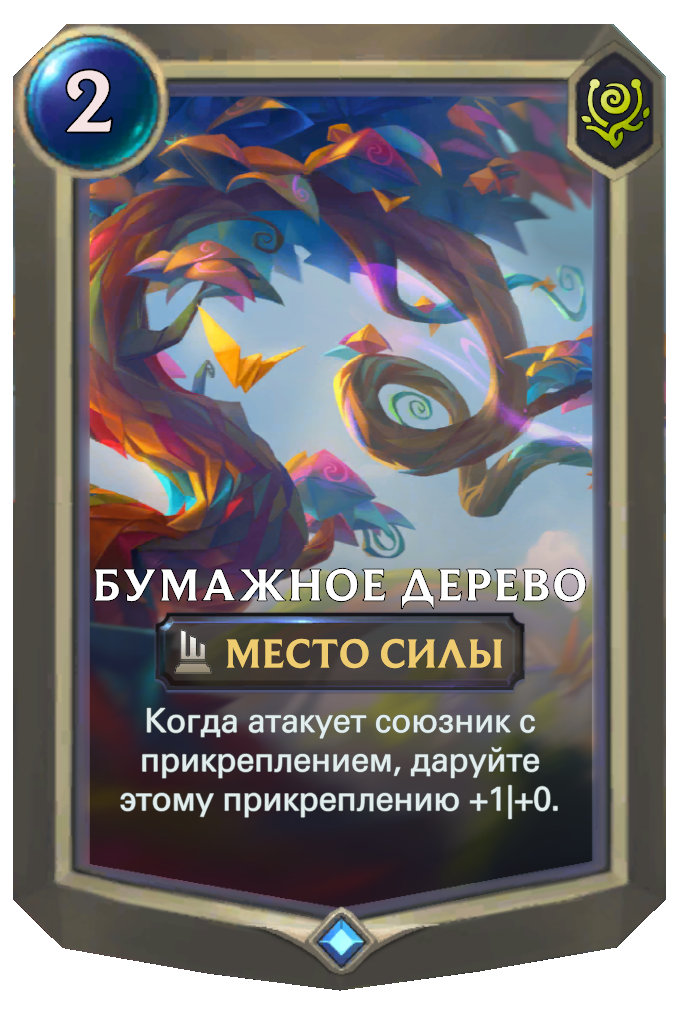 2
БУМАЖНОЕ ДЕРЕВО
МЕСТО СИЛЫ
Когда атакует союзник с
прикреплением, даруйте
этому прикреплению +1|+0.